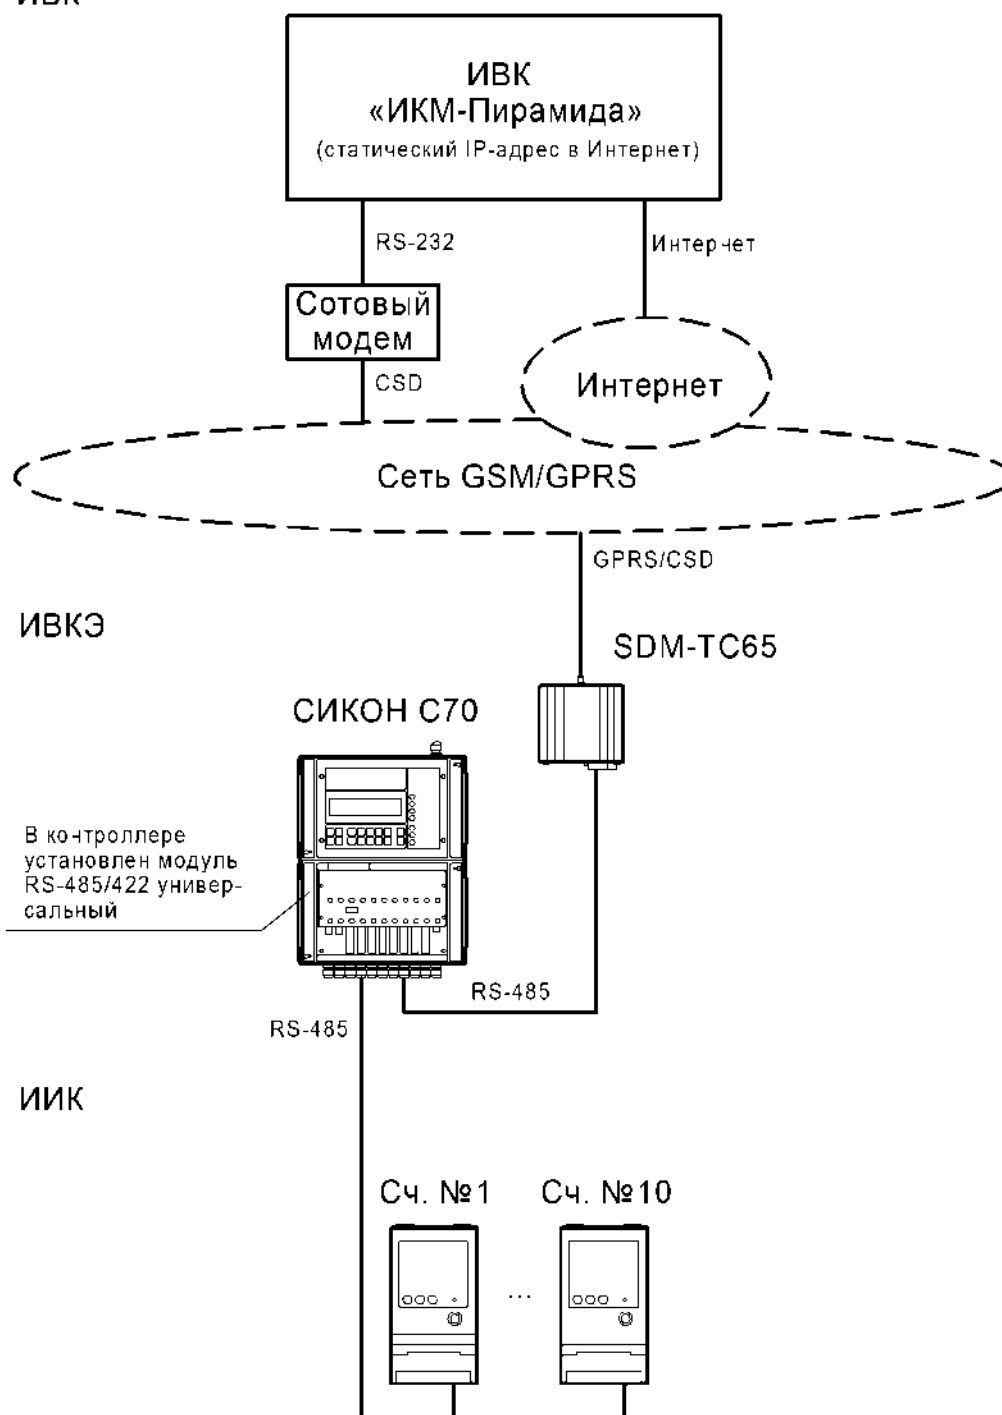 ИВК
ИВК
«ИКМ-Пирамида»
(статический IP-адрес в Интернет)
RS-232
Интернет
Сотовый
модем
CSD
Интернет
Сеть GSM/GPRS
GPRS/CSD
ИВКЭ
SDM-TC65
СИКОН С70
В контроллере
установлен модуль
RS-485/422 универ-
сальный
RS-485
RS-485
ИИК
Сч. №1
Сч. №10
...